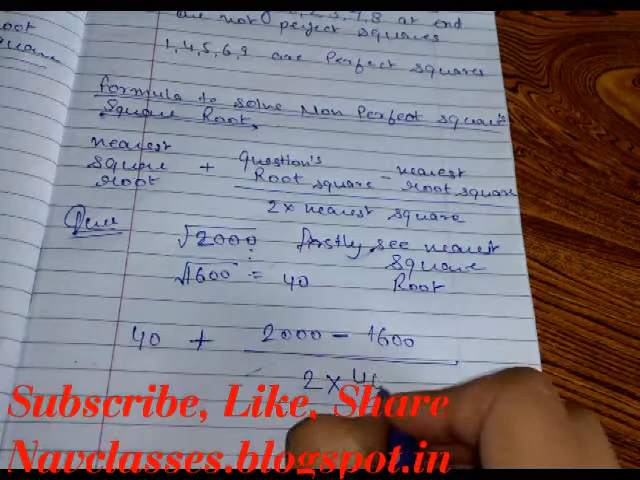 oot
square
are not perfect squares
1, 4, 5, 6, 9 are Perfect squares
Formula to solve Non Perfect square's
Square Root
nearest
square
root
+
question's
Root square - nearest
root square
2 x nearest square
√2000 firstly see nearest
Square
Root
√1600 = 40
40 + 2000 - 1600
2 x 40
Subscribe, Like, Share
Navclasses.blogspot.in